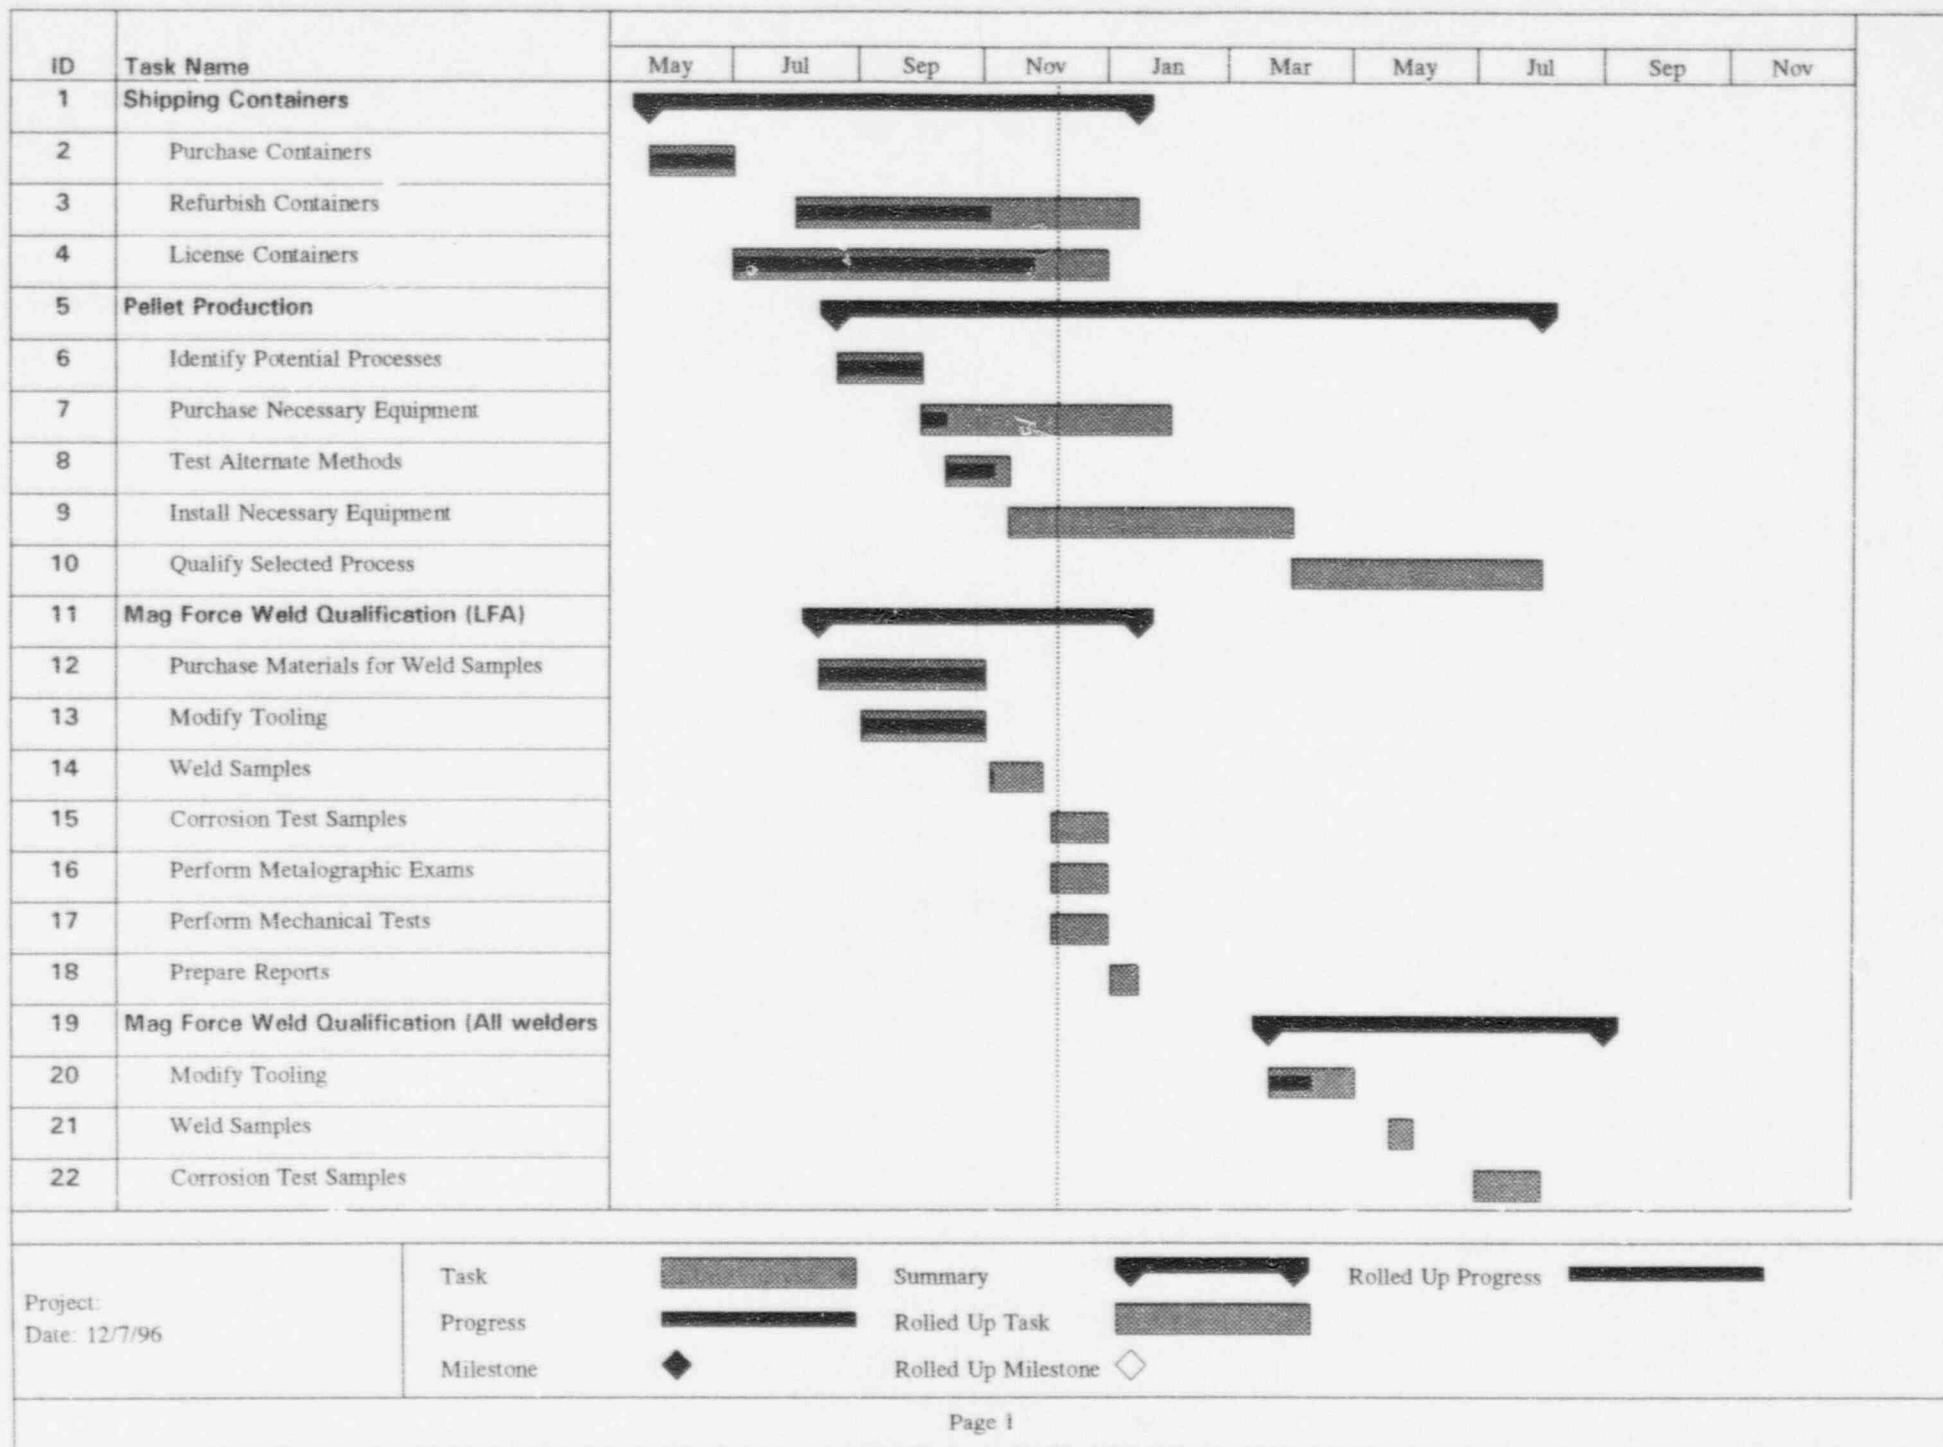 May Jul Sep Nov Jan Mar May Jul Sep Nov
ID Task Name
1 Shipping Containers
2 Purchase Containers
3 Refurbish Containers
4 License Containers
5 Pellet Production
6 Identify Potential Processes
7 Purchase Necessary Equipment
8 Test Alternate Methods
9 Install Necessary Equipment
10 Qualify Selected Process
11 Mag Force Weld Qualification (LFA)
12 Purchase Materials for Weld Samples
13 Modify Tooling
14 Weld Samples
15 Corrosion Test Samples
16 Perform Metalographic Exams
17 Perform Mechanical Tests
18 Prepare Reports
19 Mag Force Weld Qualification (All welders
20 Modify Tooling
21 Weld Samples
22 Corrosion Test Samples
Project:
Date: 12/7/96
Task Summary Rolled Up Progress
Progress Rolled Up Task
Milestone Rolled Up Milestone
Page 1